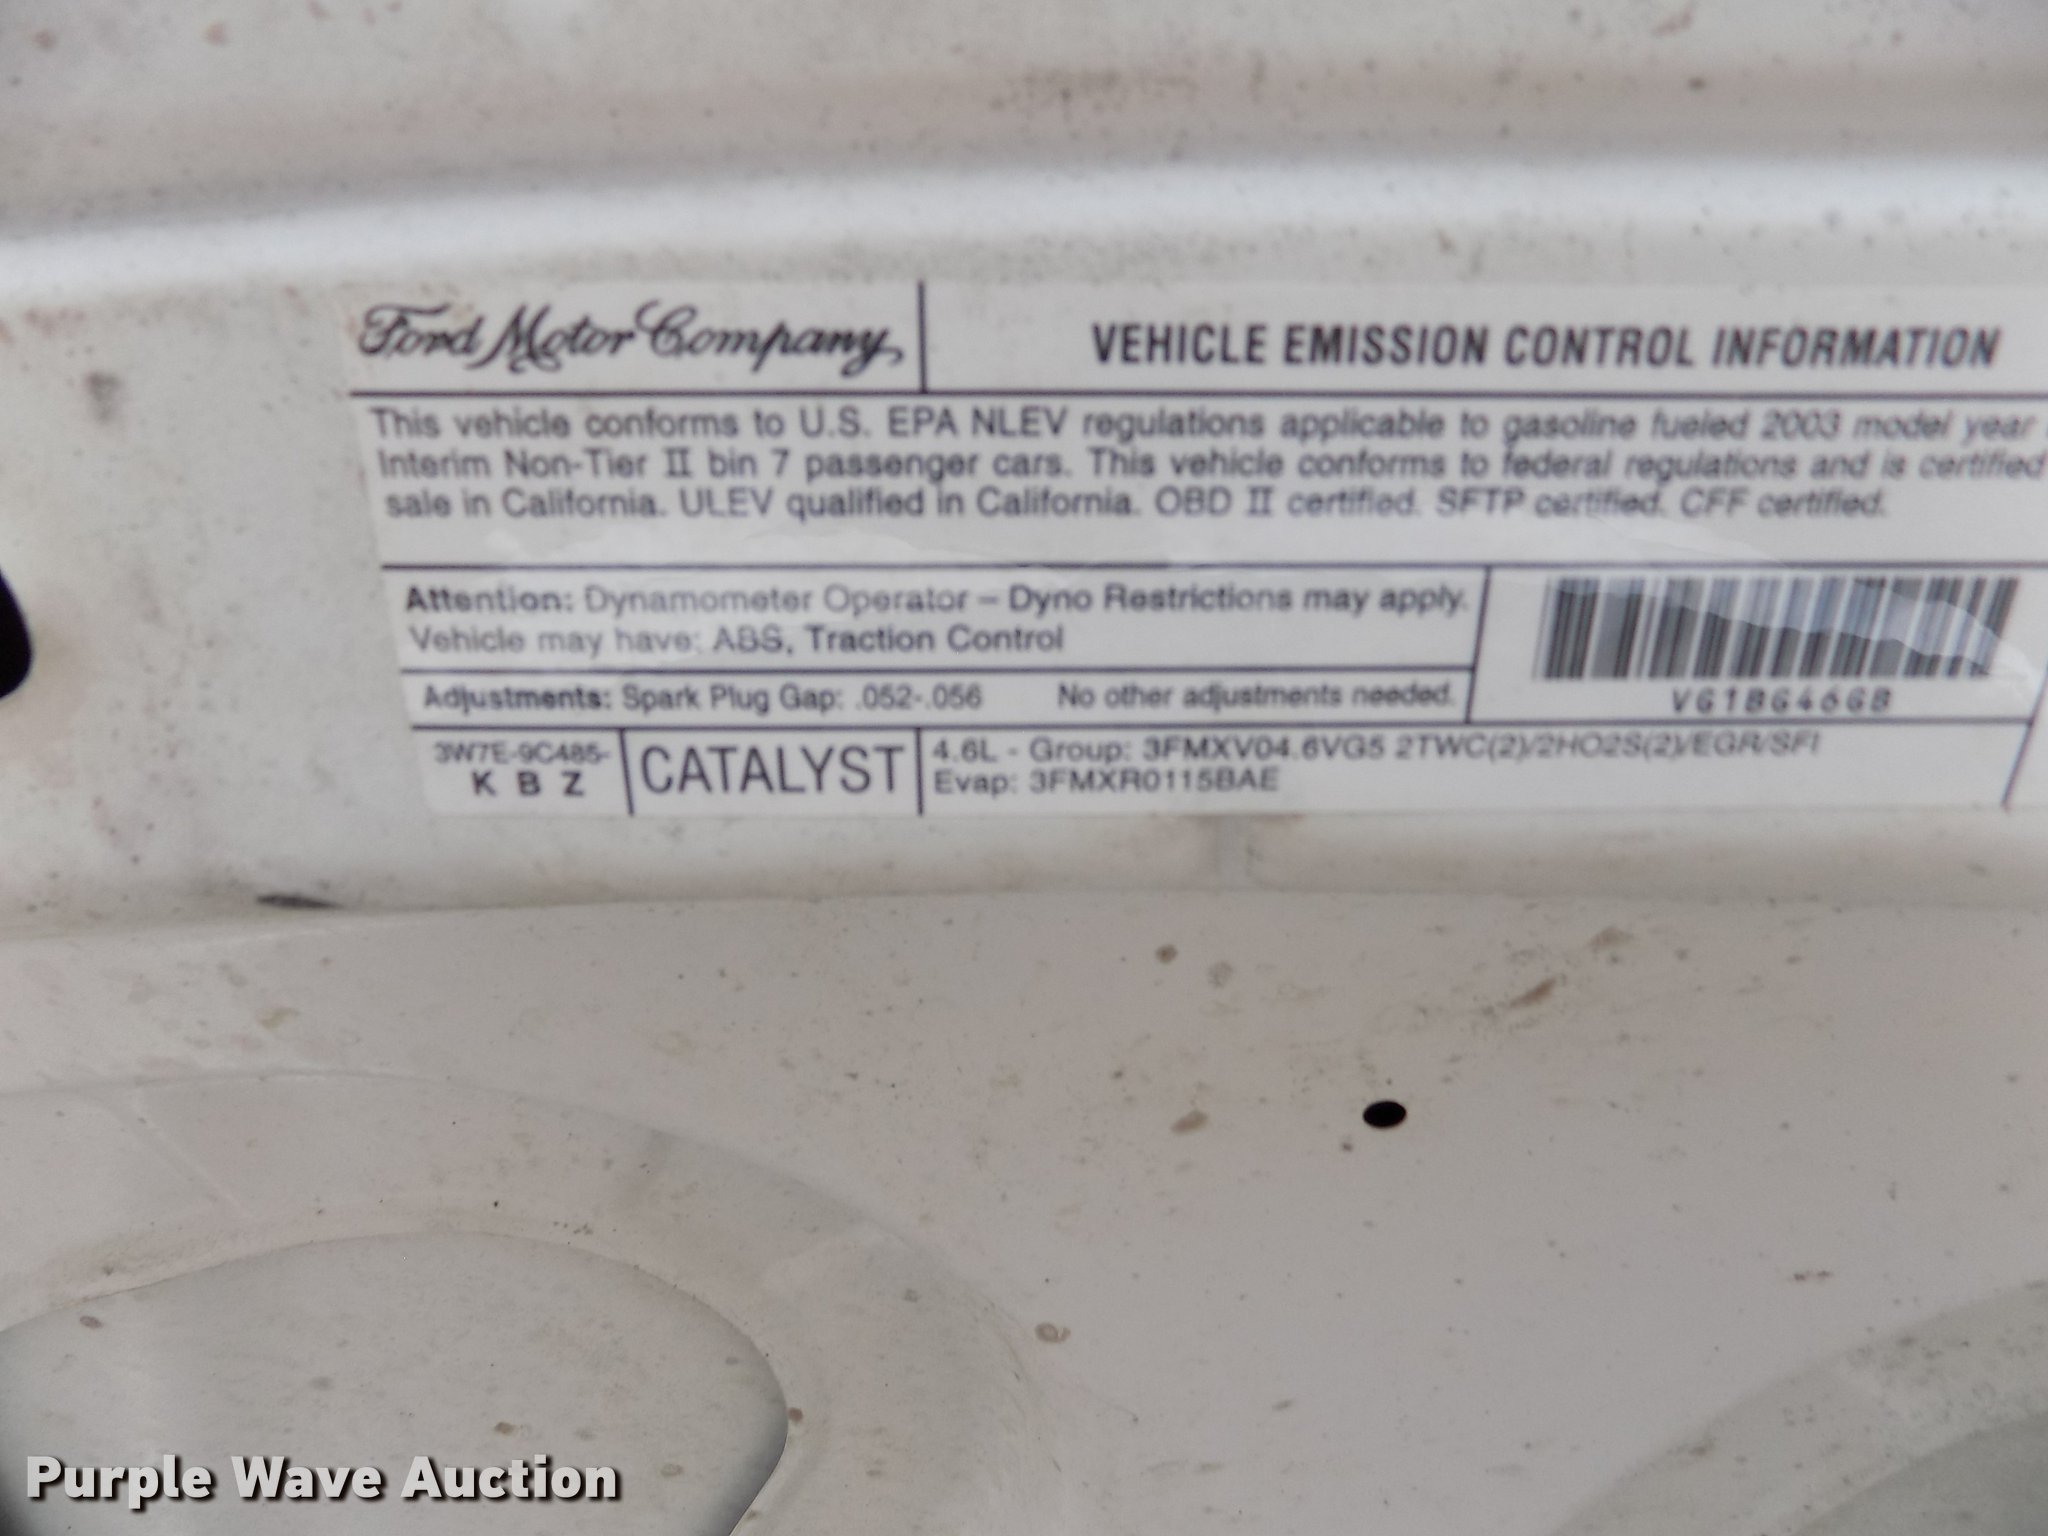 Ford Motor Company
VEHICLE EMISSION CONTROL INFORMATION
This vehicle conforms to U.S. EPA NLEV regulations applicable to gasoline fueled 2003 model year
Interim Non-Tier II bin 7 passenger cars. This vehicle conforms to federal regulations and is certified
sale in California. ULEV qualified in California. OBD II certified. SFTP certified. CFF certified.
Attention: Dynamometer Operator – Dyno Restrictions may apply.
Vehicle may have: ABS, Traction Control
Adjustments: Spark Plug Gap: .052-.056 No other adjustments needed.
VG1BG46GB
3W7E-9C485-
K B Z
CATALYST
4.6L - Group: 3FMXV04.6VG5 2TWC(2)/2HO2S(2)/EGR/SFI
Evap: 3FMXR0115BAE
Purple Wave Auction